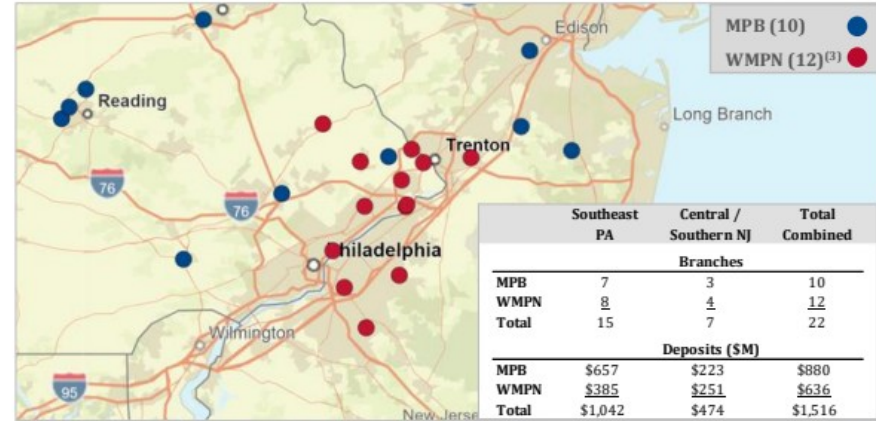 Edison
MPB (10)
WMPN (12)(3)
Reading
Long Branch
Trenton
76
76
Philadelphia
Wilmington
95
New Jerse
Southeast Central / Total
PA Southern NJ Combined
Branches
MPB 7 3 10
WMPN 8 4 12
Total 15 7 22
Deposits ($M)
MPB $657 $223 $880
WMPN $385 $251 $636
Total $1,042 $474 $1,516